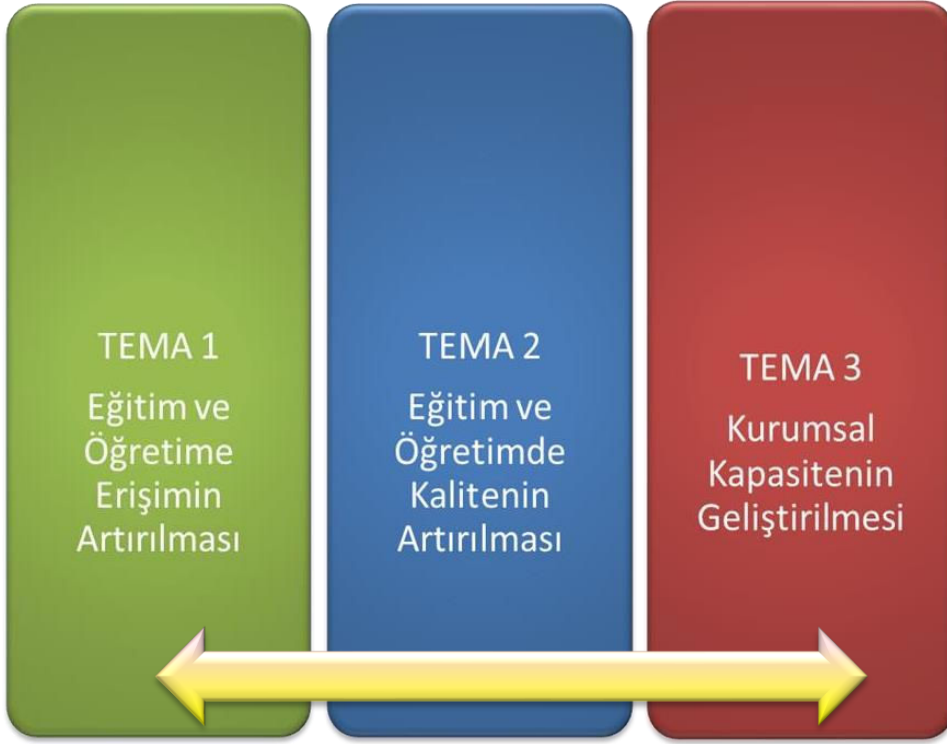 TEMA 1
Eğitim ve
Öğretime
Erişimin
Artırılması
TEMA 2
Eğitim ve
Öğretimde
Kalitenin
Artırılması
TEMA 3
Kurumsal
Kapasitenin
Geliştirilmesi